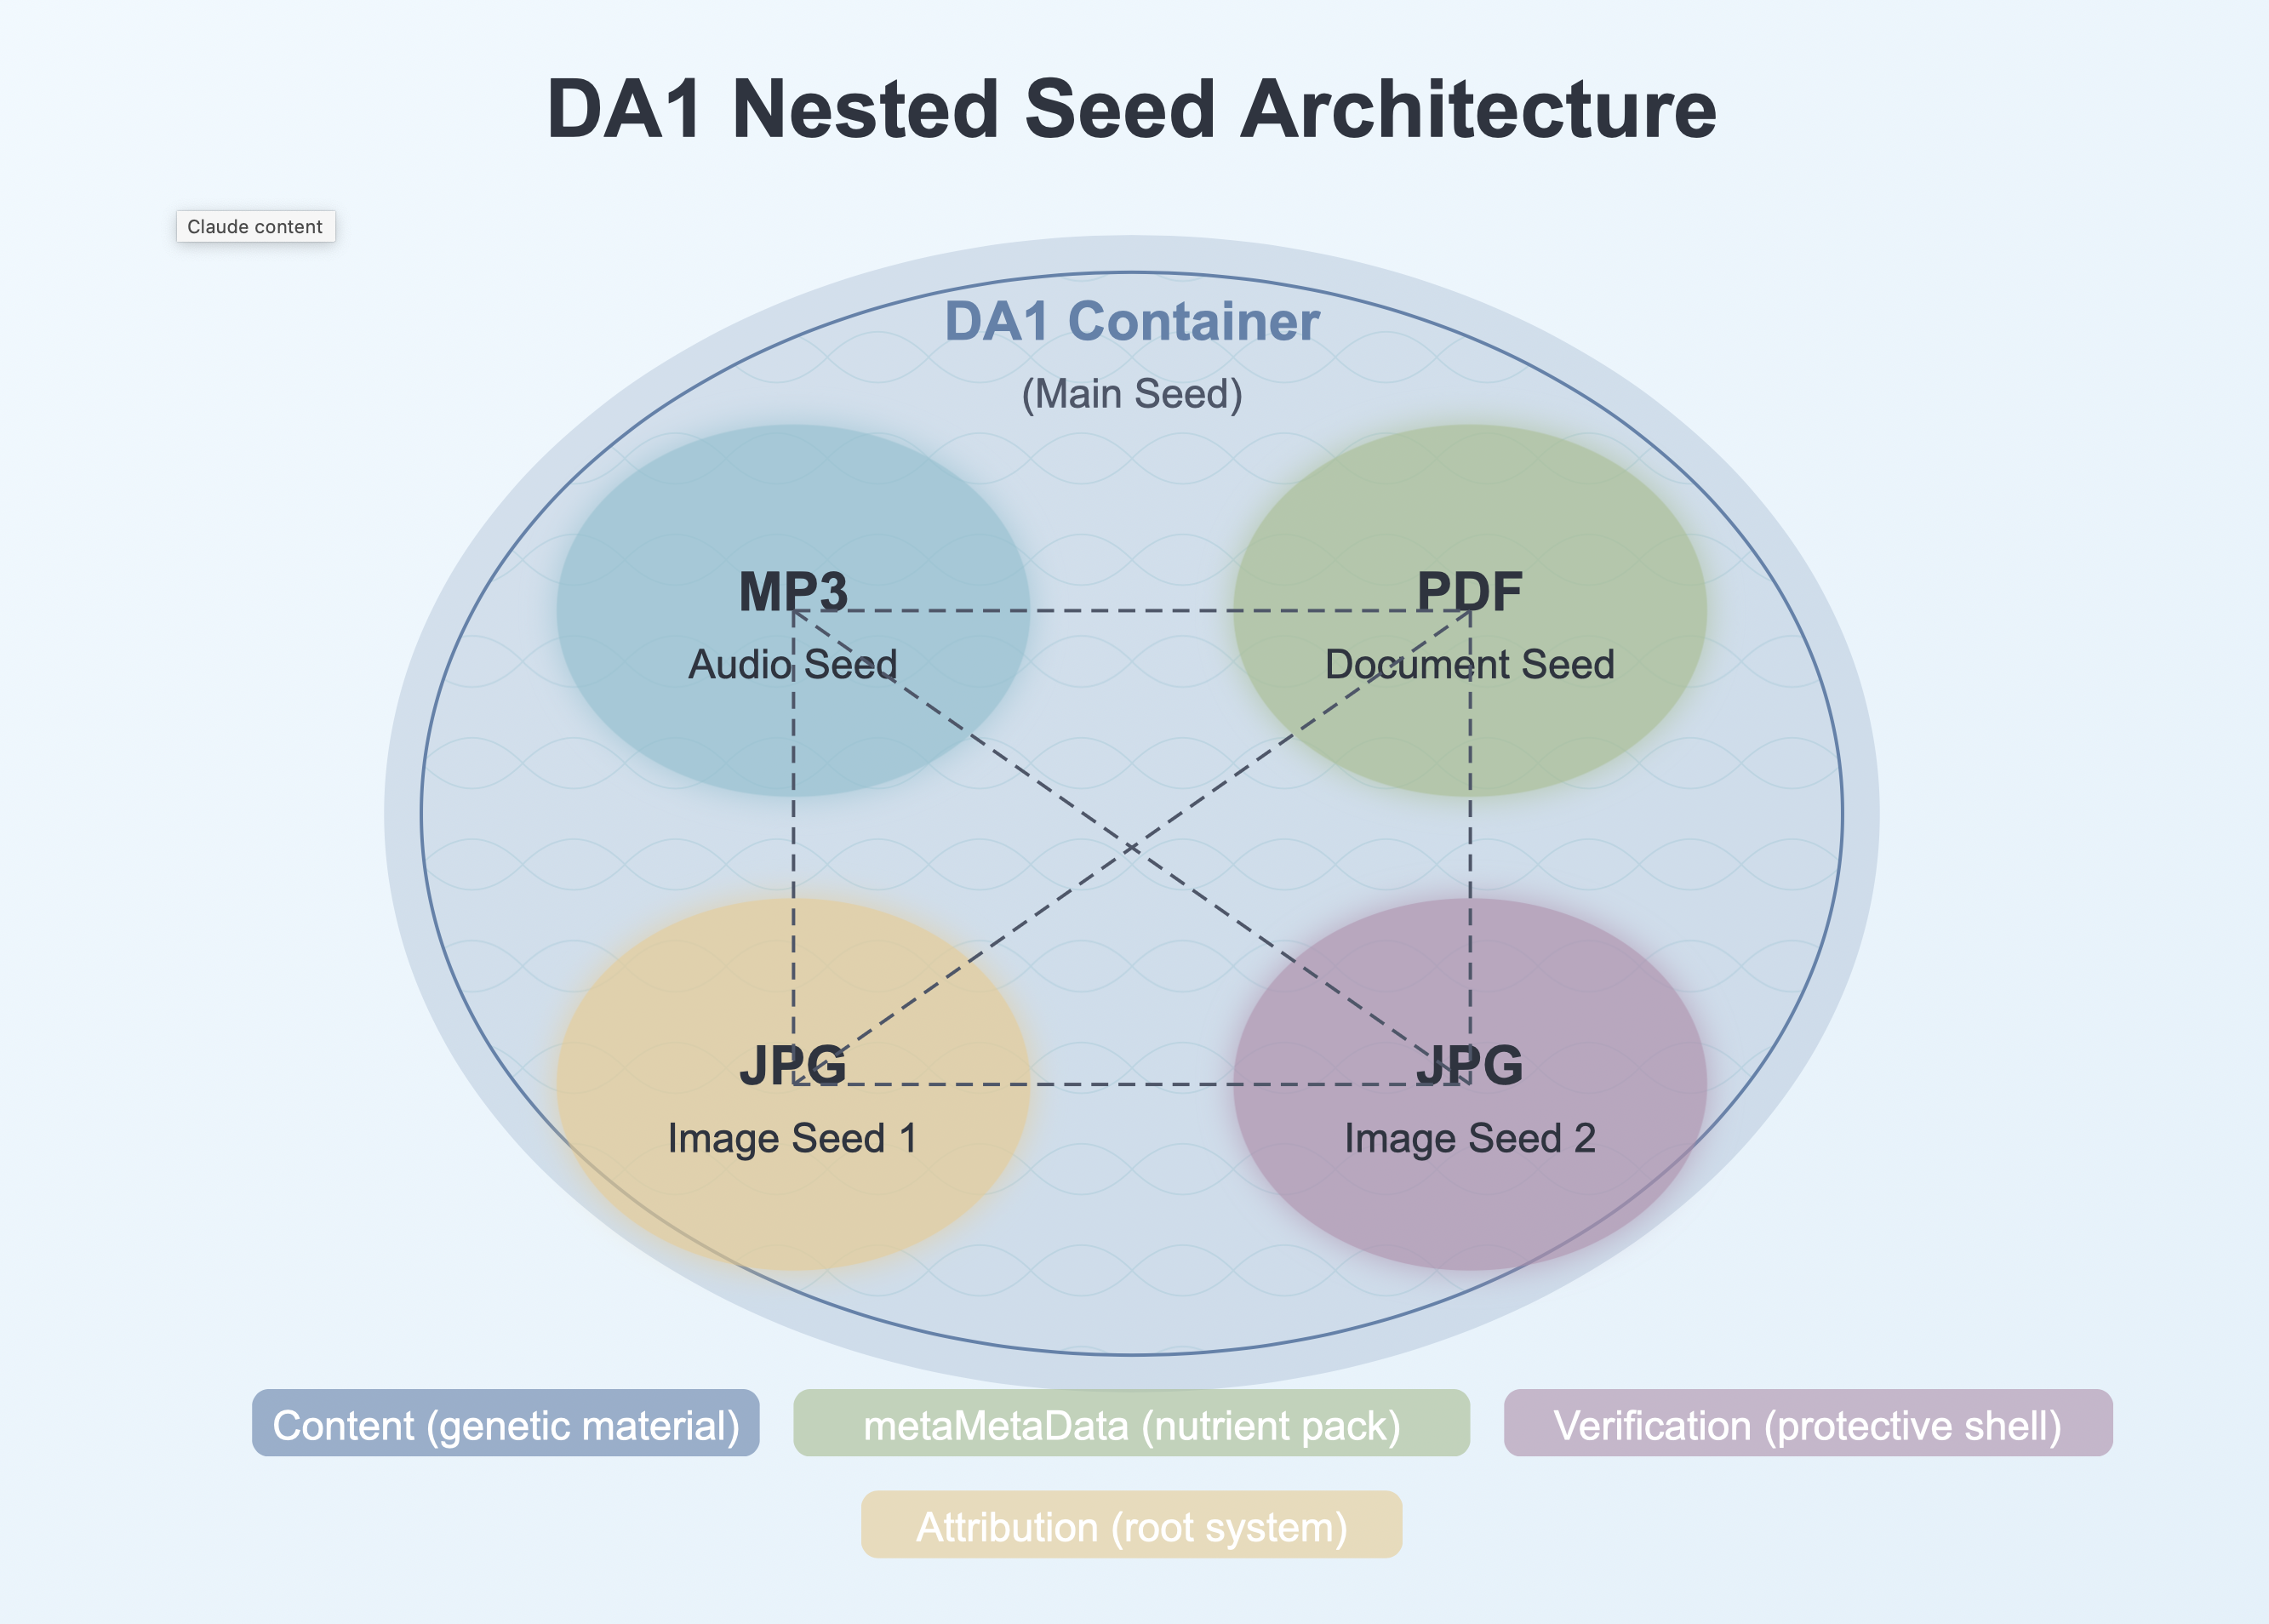 DA1 Nested Seed Architecture
Claude content
DA1 Container
(Main Seed)
MP3
Audio Seed
PDF
Document Seed
JPG
Image Seed 1
JPG
Image Seed 2
Content (genetic material)
metaMetaData (nutrient pack)
Verification (protective shell)
Attribution (root system)